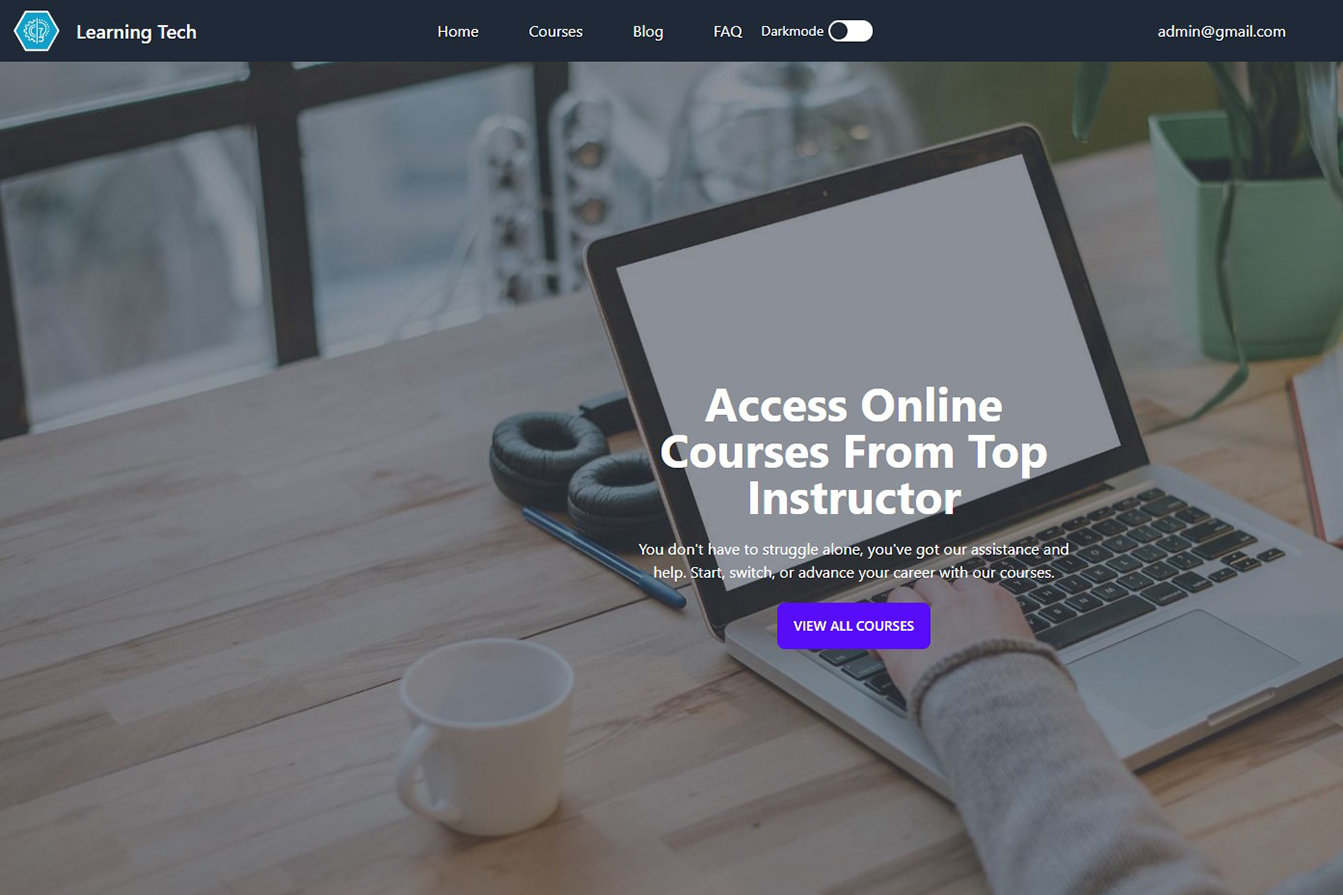 Learning Tech
Home Courses Blog FAQ Darkmode
admin@gmail.com
Access Online
Courses From Top
Instructor
You don't have to struggle alone, you've got our assistance and
help. Start, switch, or advance your career with our courses.
VIEW ALL COURSES